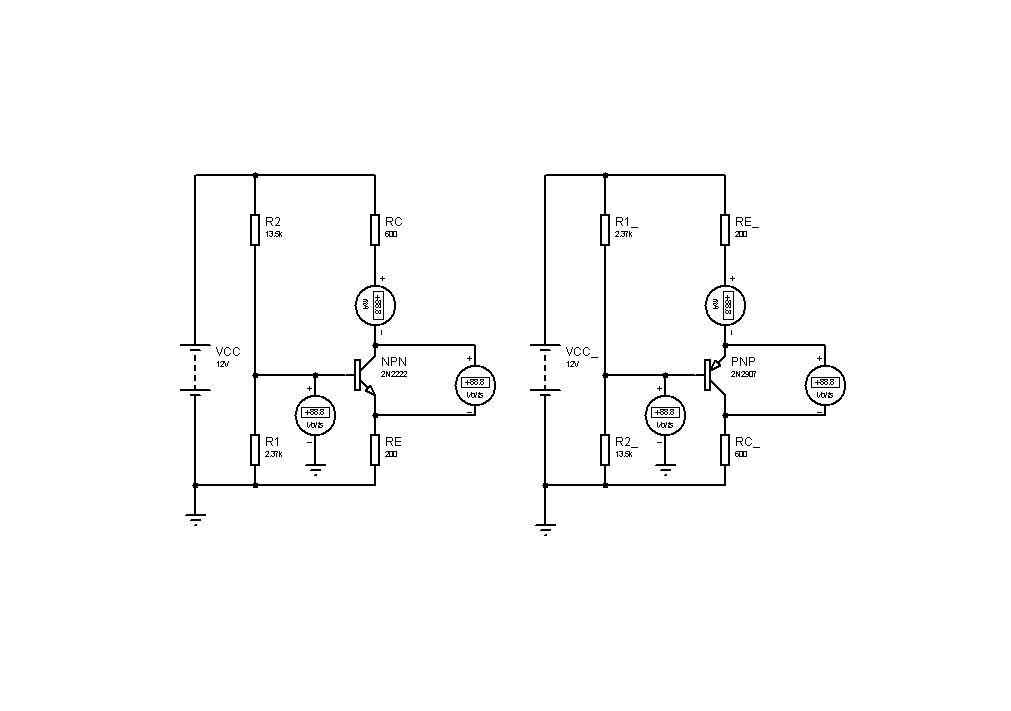 R2
13.5k
RC
600
+
+88.8
mA
-
VCC
12V
NPN
2N2222
+
+88.8
Volts
-
+
+88.8
Volts
-
R1
2.37k
RE
200
R1_
2.37k
RE_
200
+
+88.8
mA
-
VCC_
12V
PNP
2N2907
+
+88.8
Volts
-
+
+88.8
Volts
-
R2_
13.5k
RC_
600